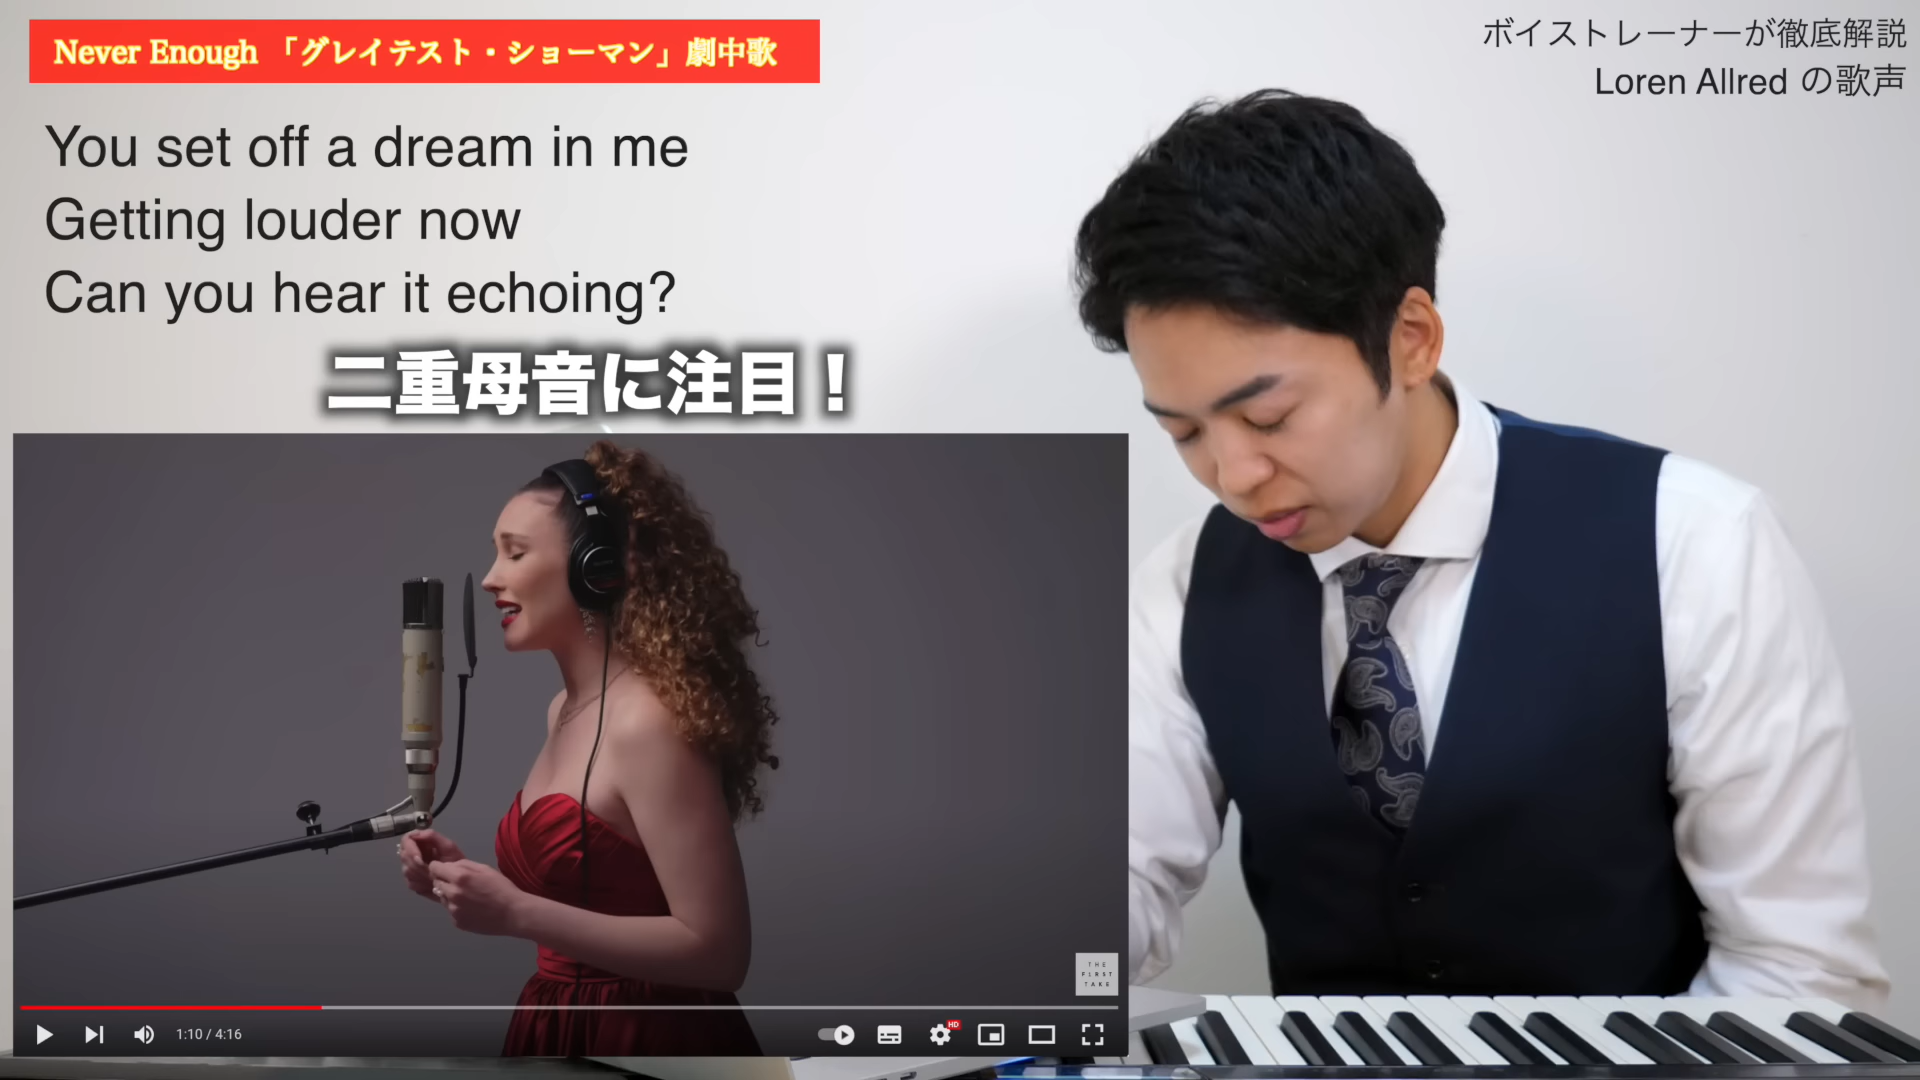 Never Enough 「グレイテスト・ショーマン」劇中歌
ボイストレーナーが徹底解説
Loren Allred の歌声
You set off a dream in me
Getting louder now
Can you hear it echoing?
二重母音に注目！
THE
F1RST
TAKE
1:10 / 4:16
HD